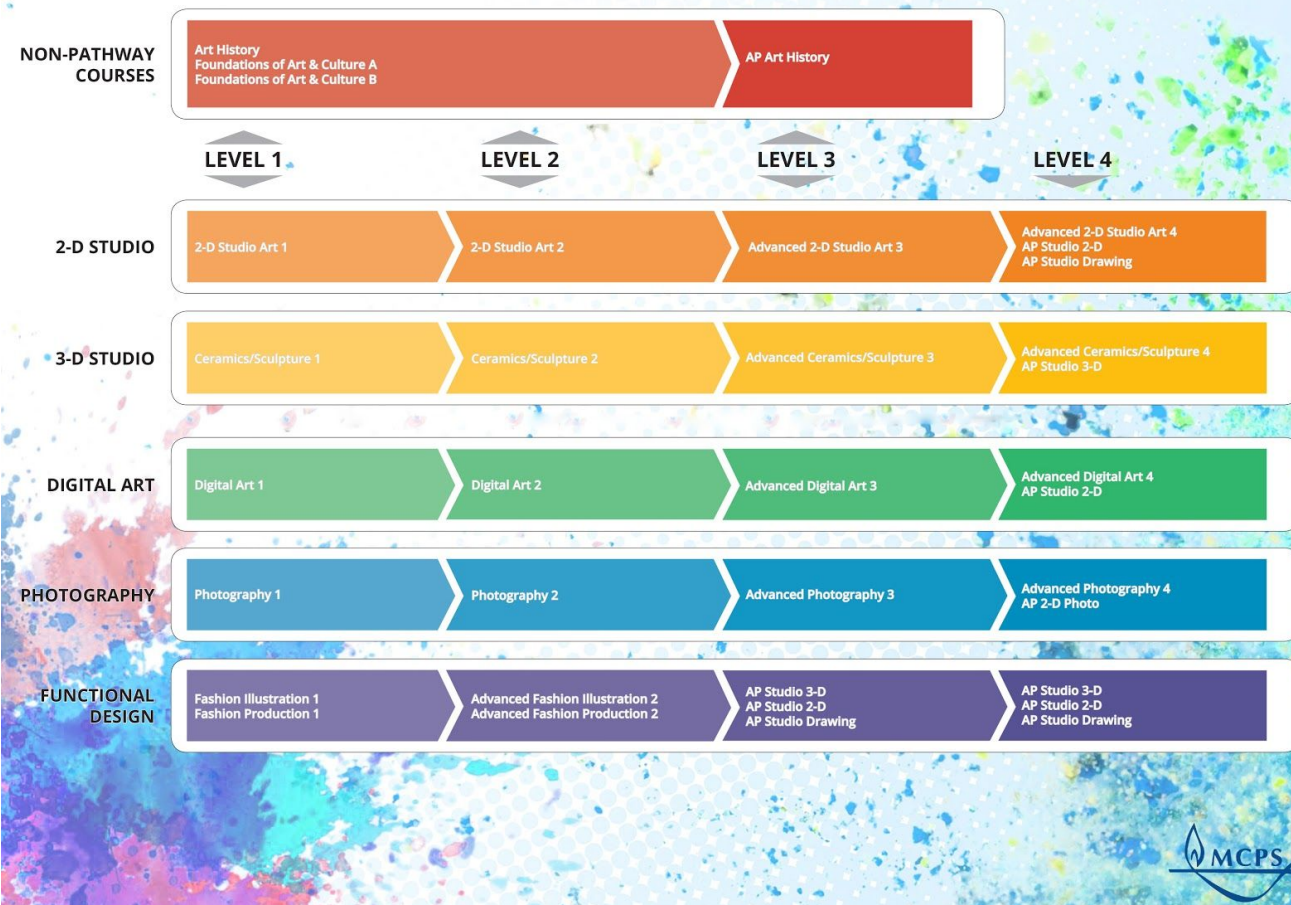 NON-PATHWAY
COURSES
Art History
Foundations of Art & Culture A
Foundations of Art & Culture B
AP Art History
LEVEL 1
LEVEL 2
LEVEL 3
LEVEL 4
2-D STUDIO
2-D Studio Art 1
2-D Studio Art 2
Advanced 2-D Studio Art 3
Advanced 2-D Studio Art 4
AP Studio 2-D
AP Studio Drawing
3-D STUDIO
Ceramics/Sculpture 1
Ceramics/Sculpture 2
Advanced Ceramics/Sculpture 3
Advanced Ceramics/Sculpture 4
AP Studio 3-D
DIGITAL ART
Digital Art 1
Digital Art 2
Advanced Digital Art 3
Advanced Digital Art 4
AP Studio 2-D
PHOTOGRAPHY
Photography 1
Photography 2
Advanced Photography 3
Advanced Photography 4
AP 2-D Photo
FUNCTIONAL
DESIGN
Fashion Illustration 1
Fashion Production 1
Advanced Fashion Illustration 2
Advanced Fashion Production 2
AP Studio 3-D
AP Studio 2-D
AP Studio Drawing
AP Studio 3-D
AP Studio 2-D
AP Studio Drawing
MCPS